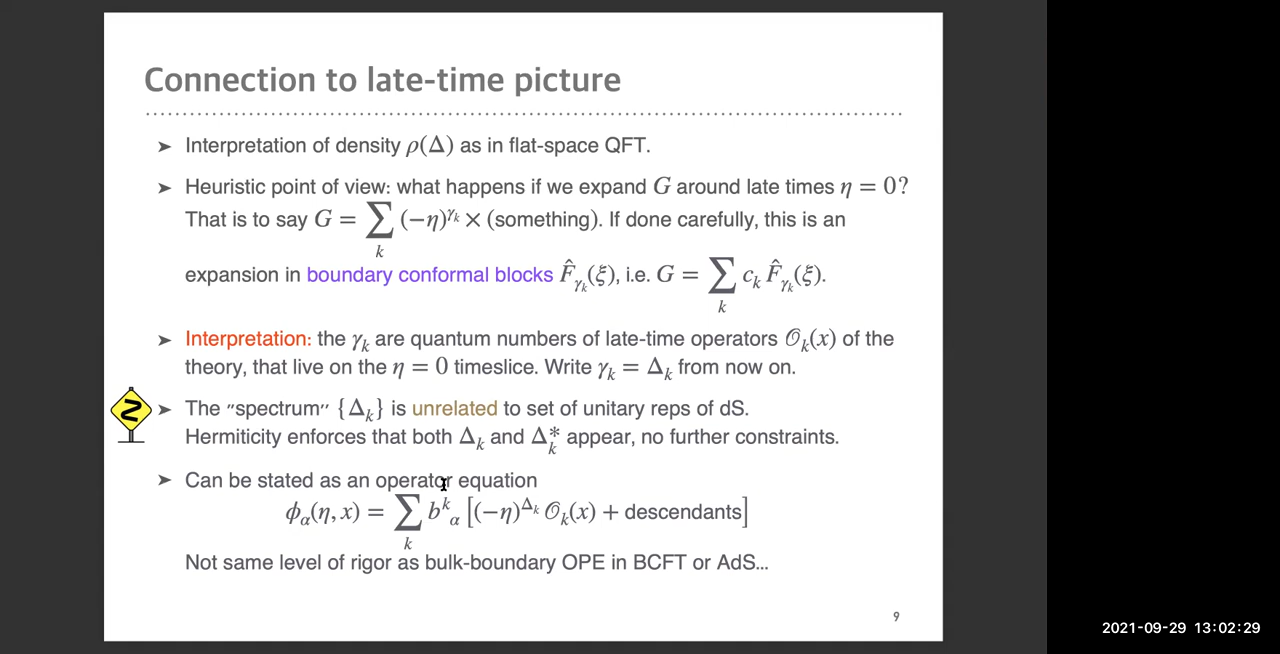 Connection to late-time picture
➤ Interpretation of density ρ(Δ) as in flat-space QFT.
➤ Heuristic point of view: what happens if we expand G around late times η = 0?
That is to say G = ∑_k (−η)^{γ_k} × (something). If done carefully, this is an
expansion in boundary conformal blocks F̂_{γ_k}(ξ), i.e. G = ∑_k c_k F̂_{γ_k}(ξ).
➤ Interpretation: the γ_k are quantum numbers of late-time operators 𝒪_k(x) of the
theory, that live on the η = 0 timeslice. Write γ_k = Δ_k from now on.
➤ The "spectrum" {Δ_k} is unrelated to set of unitary reps of dS.
Hermiticity enforces that both Δ_k and Δ_k^* appear, no further constraints.
➤ Can be stated as an operator equation
ϕ_α(η, x) = ∑_k b^k_α [(−η)^{Δ_k} 𝒪_k(x) + descendants]
Not same level of rigor as bulk-boundary OPE in BCFT or AdS...
9
2021-09-29 13:02:29